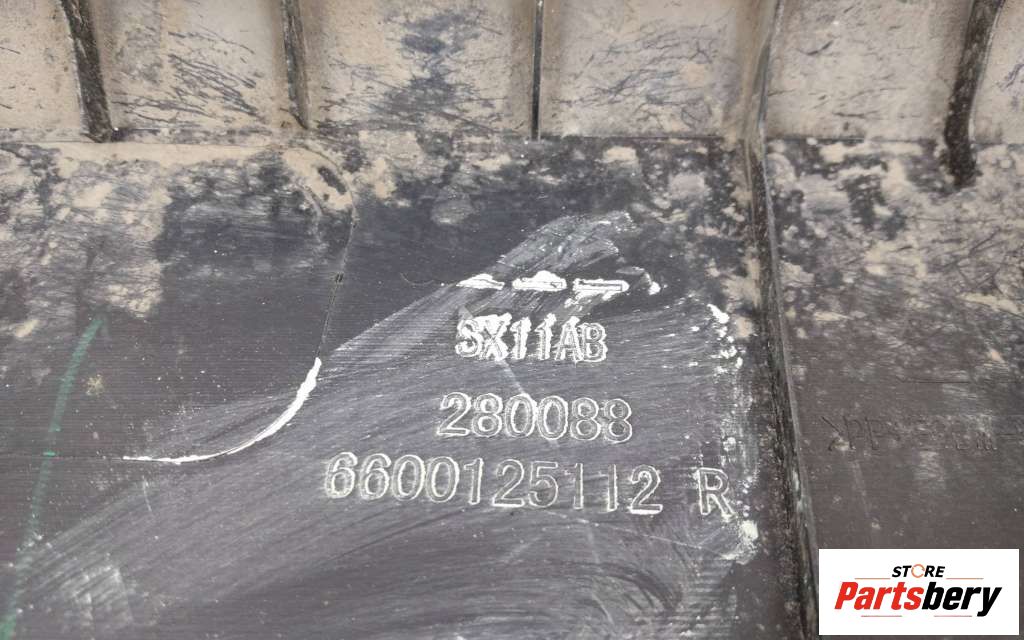 SX11AB
280088
6600125112 R
STORE
Partsbery